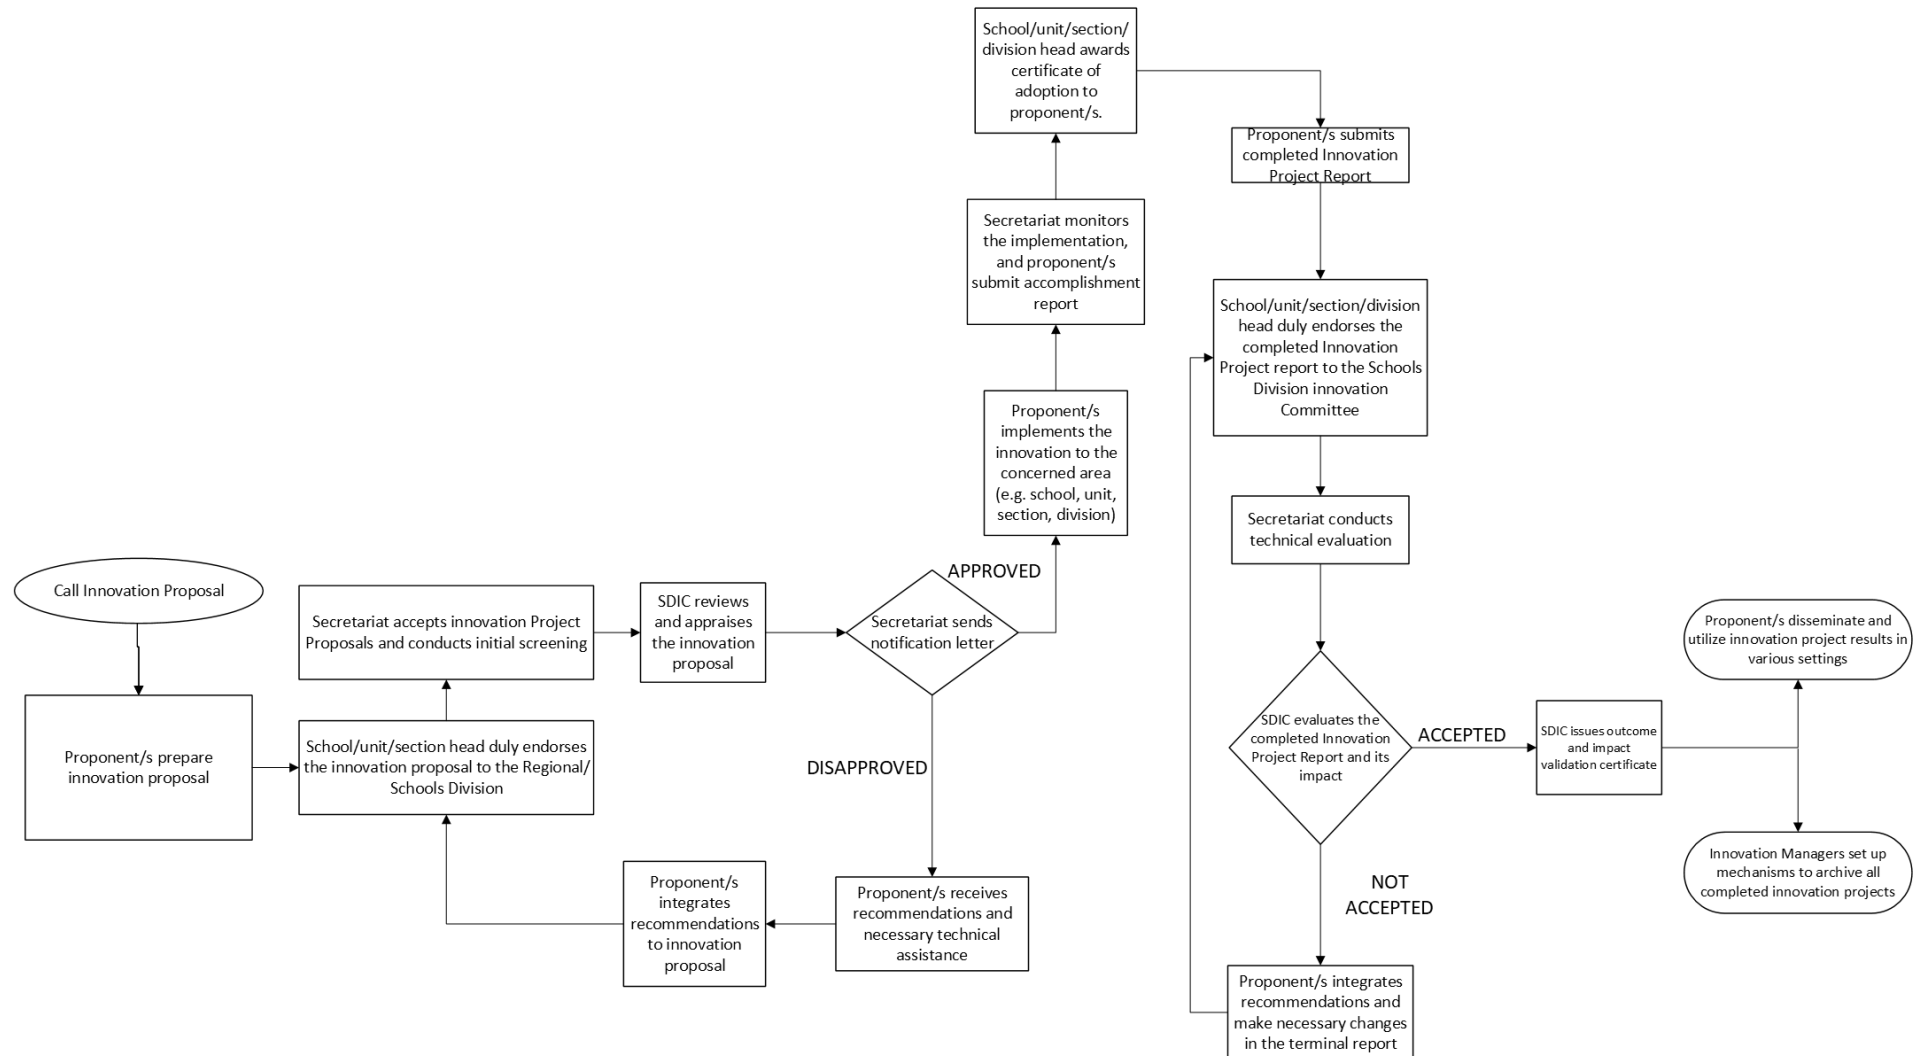 Call Innovation Proposal
Proponent/s prepare
innovation proposal
School/unit/section head duly endorses
the innovation proposal to the Regional/
Schools Division
Secretariat accepts innovation Project
Proposals and conducts initial screening
SDIC reviews
and appraises
the innovation
proposal
Secretariat sends
notification letter
APPROVED
DISAPPROVED
Proponent/s receives
recommendations and
necessary technical
assistance
Proponent/s
integrates
recommendations
to innovation
proposal
Proponent/s
implements the
innovation to the
concerned area
(e.g. school, unit,
section, division)
Secretariat monitors
the implementation,
and proponent/s
submit accomplishment
report
School/unit/section/
division head awards
certificate of
adoption to
proponent/s.
Proponent/s submits
completed Innovation
Project Report
School/unit/section/division
head duly endorses the
completed Innovation
Project report to the Schools
Division innovation
Committee
Secretariat conducts
technical evaluation
SDIC evaluates the
completed Innovation
Project Report and its
impact
ACCEPTED
NOT
ACCEPTED
Proponent/s integrates
recommendations and
make necessary changes
in the terminal report
SDIC issues outcome
and impact
validation certificate
Proponent/s disseminate and
utilize innovation project results in
various settings
Innovation Managers set up
mechanisms to archive all
completed innovation projects